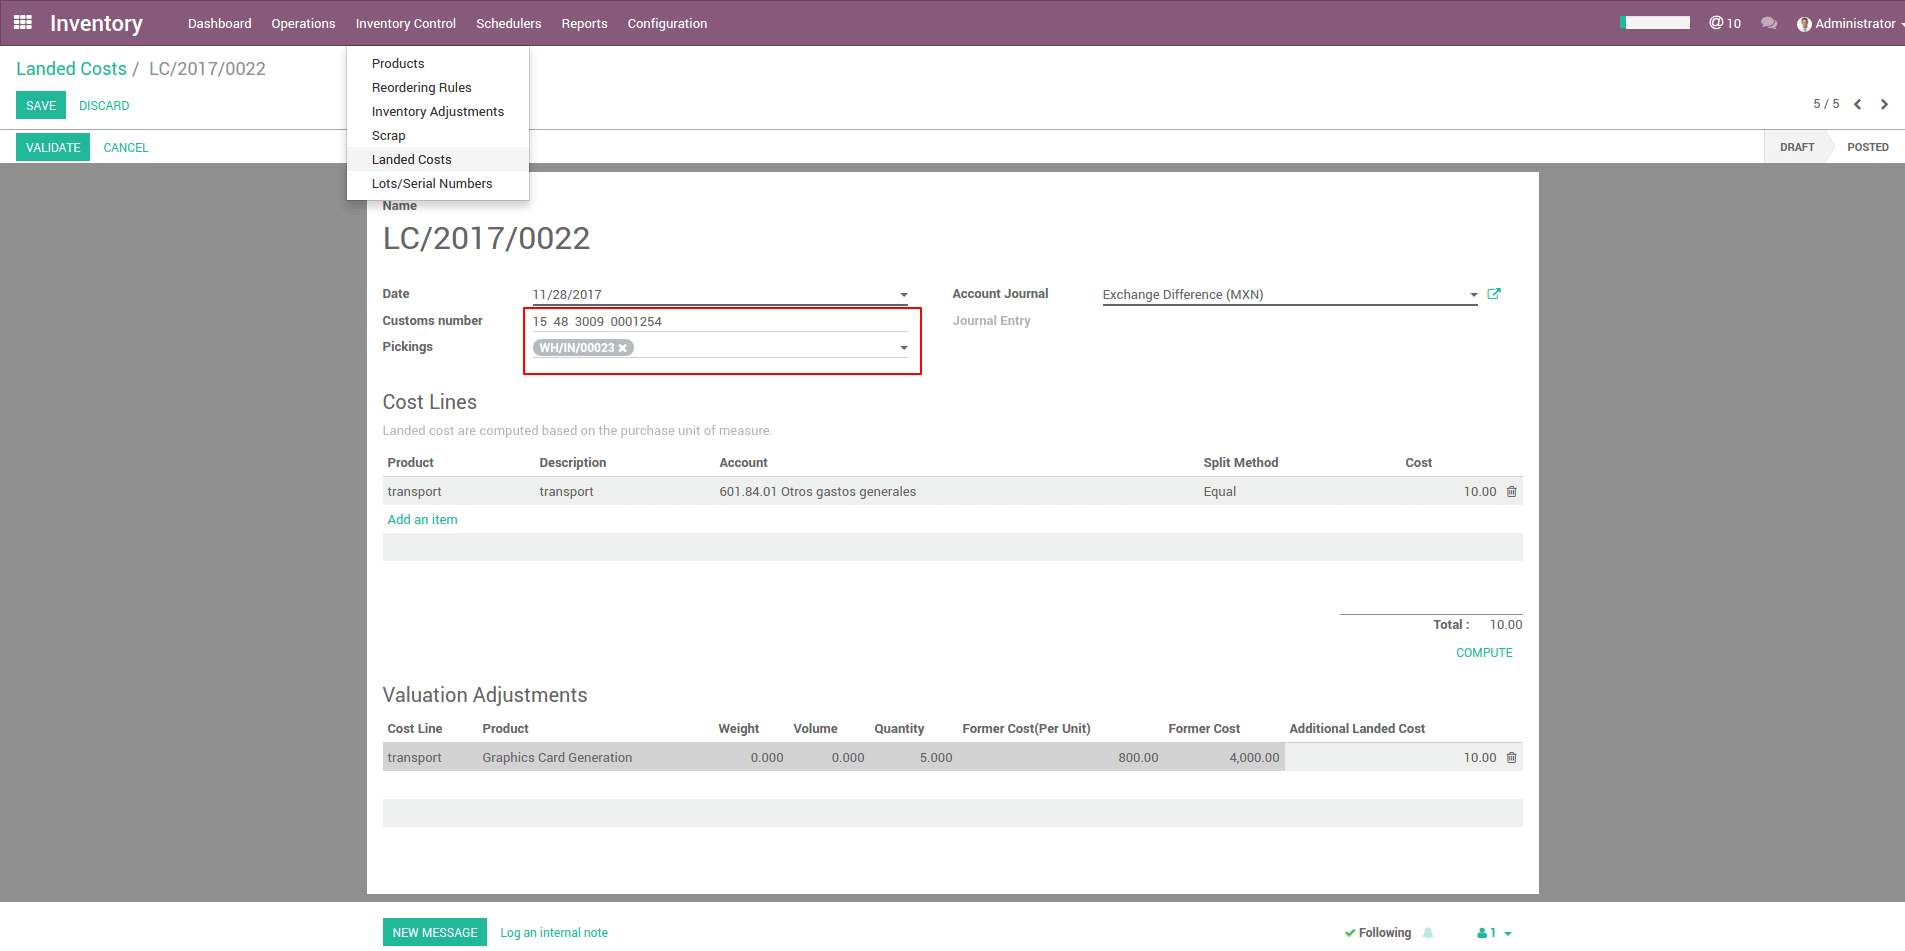 Inventory Dashboard Operations Inventory Control Schedulers Reports Configuration @ 10 Administrator
Products
Reordering Rules
Inventory Adjustments
Scrap
Landed Costs
Lots/Serial Numbers
Landed Costs / LC/2017/0022
SAVE DISCARD
5 / 5
VALIDATE CANCEL
DRAFT POSTED
Name
LC/2017/0022
Date 11/28/2017
Account Journal Exchange Difference (MXN)
Customs number 15 48 3009 0001254
Journal Entry
Pickings WH/IN/00023
Cost Lines
Landed cost are computed based on the purchase unit of measure.
Product Description Account Split Method Cost
transport transport 601.84.01 Otros gastos generales Equal 10.00
Add an item
Total : 10.00
COMPUTE
Valuation Adjustments
Cost Line Product Weight Volume Quantity Former Cost(Per Unit) Former Cost Additional Landed Cost
transport Graphics Card Generation 0.000 0.000 5.000 800.00 4,000.00 10.00
NEW MESSAGE Log an internal note Following 1